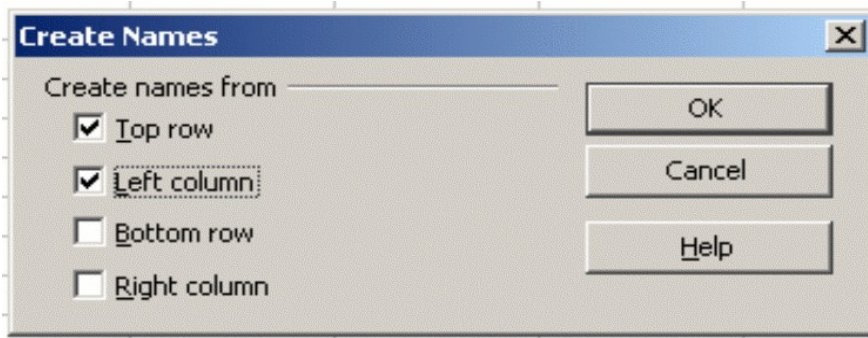 Create Names
Create names from
Top row
Left column
Bottom row
Right column
OK
Cancel
Help